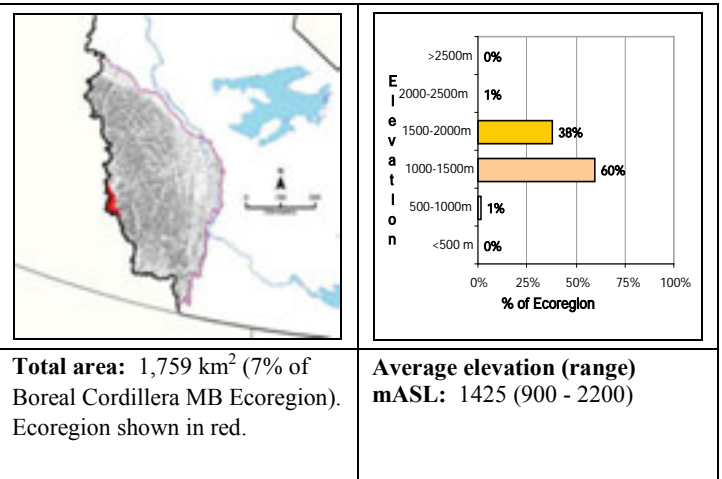 >2500m 0%
2000-2500m 1%
1500-2000m 38%
1000-1500m 60%
500-1000m 1%
<500 m 0%
Elevation
0% 25% 50% 75% 100%
% of Ecoregion
Total area: 1,759 km² (7% of
Boreal Cordillera MB Ecoregion).
Ecoregion shown in red.
Average elevation (range)
mASL: 1425 (900 - 2200)